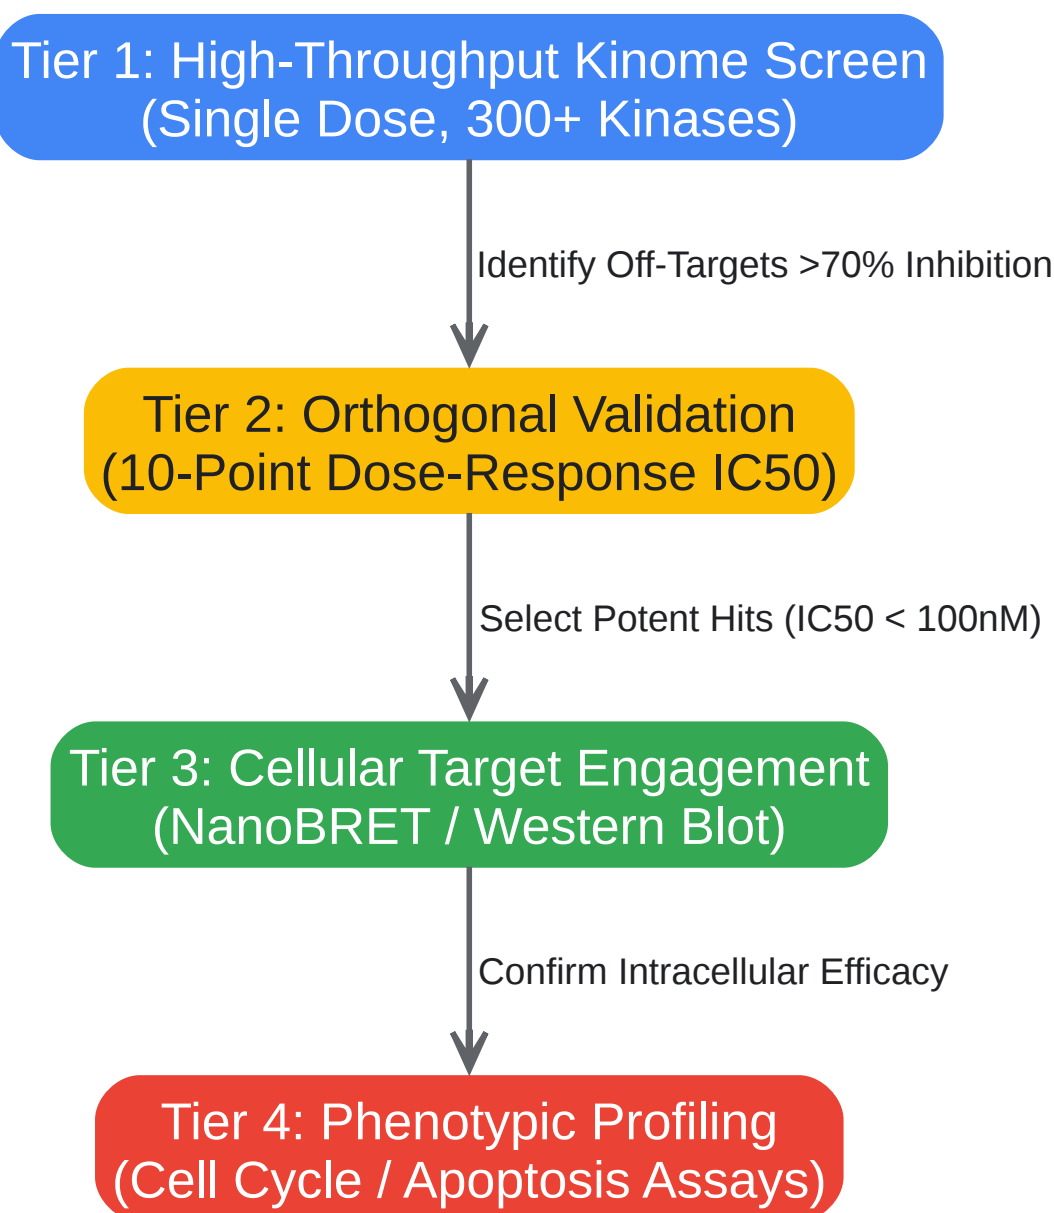 Tier 1: High-Throughput Kinome Screen
(Single Dose, 300+ Kinases)
Identify Off-Targets >70% Inhibition
Tier 2: Orthogonal Validation
(10-Point Dose-Response IC50)
Select Potent Hits (IC50 < 100nM)
Tier 3: Cellular Target Engagement
(NanoBRET / Western Blot)
Confirm Intracellular Efficacy
Tier 4: Phenotypic Profiling
(Cell Cycle / Apoptosis Assays)